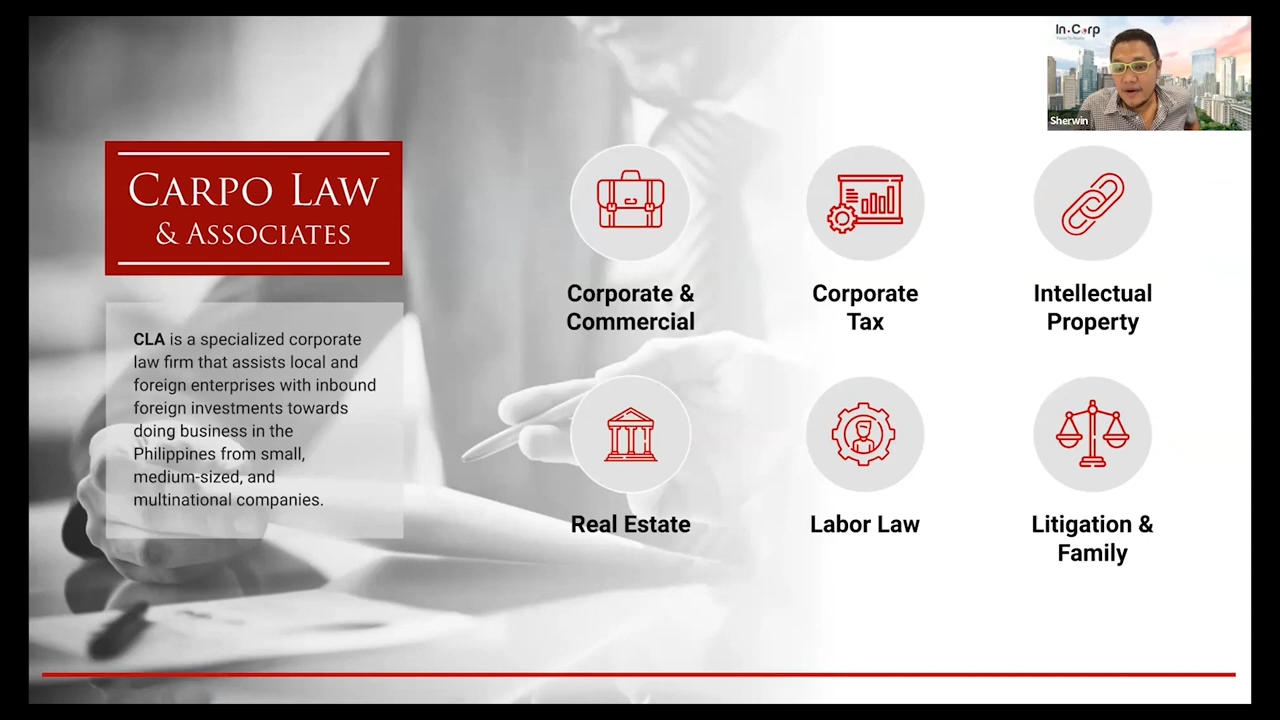 In.Corp
Sherwin
CARPO LAW
& ASSOCIATES
CLA is a specialized corporate
law firm that assists local and
foreign enterprises with inbound
foreign investments towards
doing business in the
Philippines from small,
medium-sized, and
multinational companies.
Corporate &
Commercial
Corporate
Tax
Intellectual
Property
Real Estate
Labor Law
Litigation &
Family